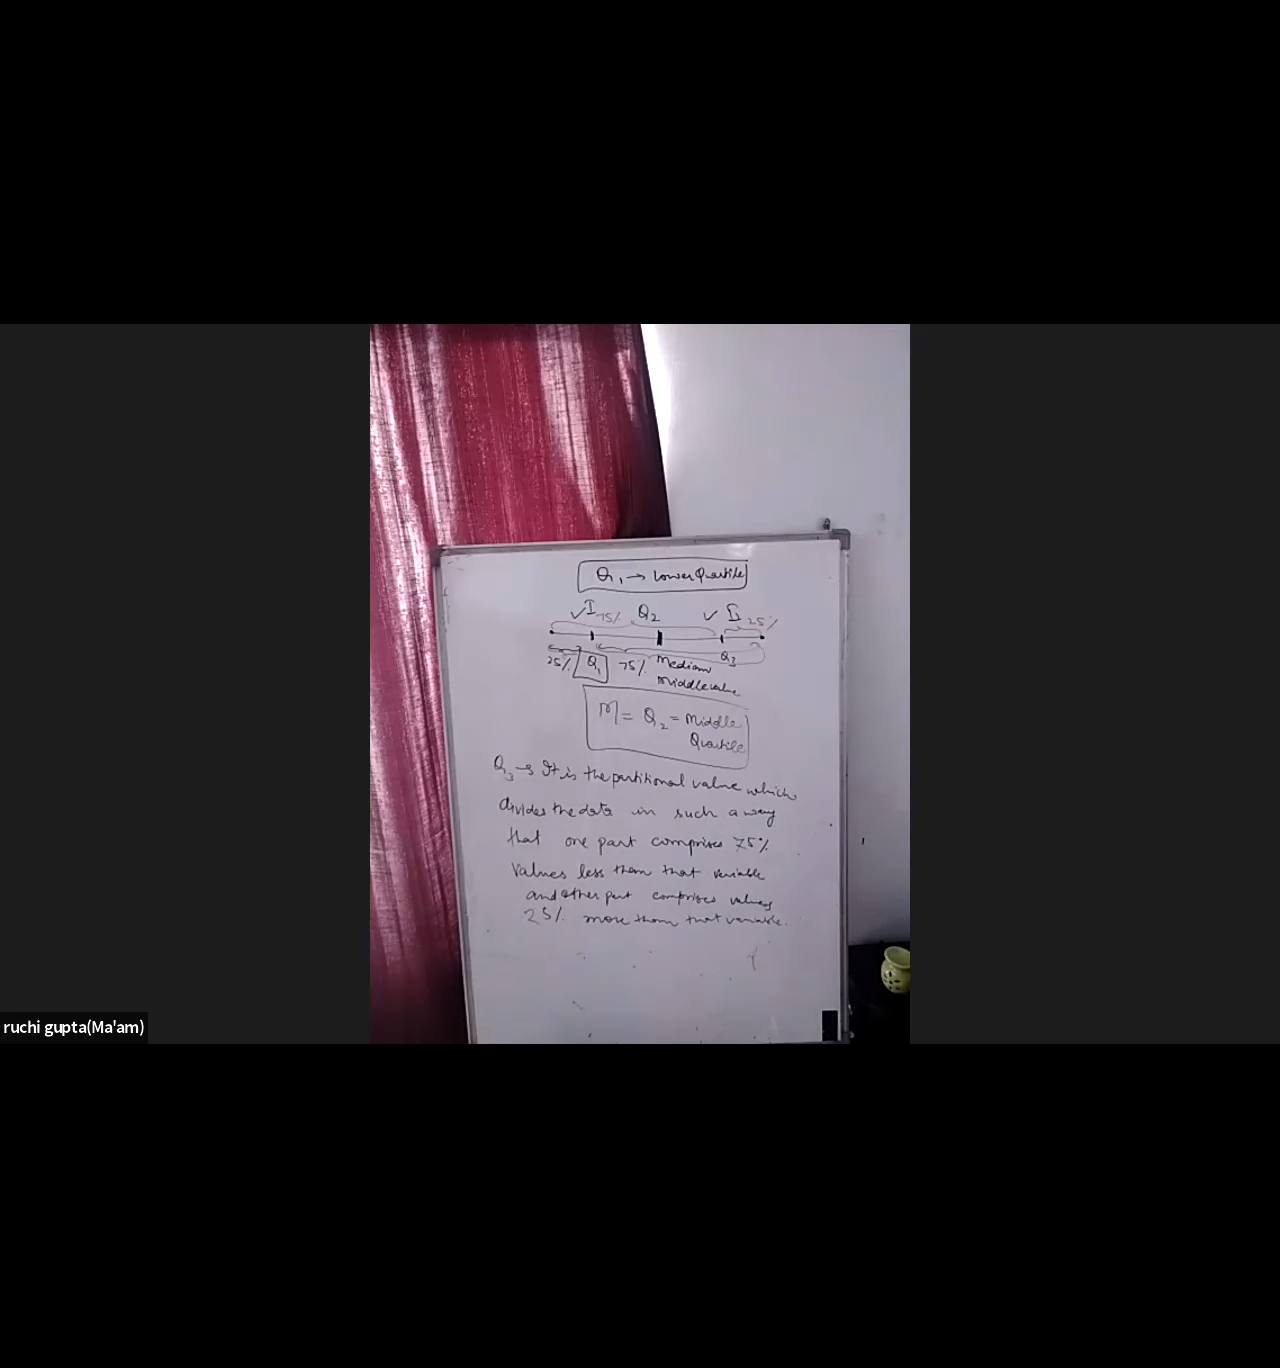 Q₁ → Lower Quartile
✓ I 75% Q₂ ✓ II 25%
25% Q₁ 75% Median Q₃
Middle value
M = Q₂ = Middle
Quartile
Q₃ → It is the partitional value which
divides the data in such a way
that one part comprises 75%
values less than that variable
and other part comprises values
25% more than that variable.
ruchi gupta(Ma'am)